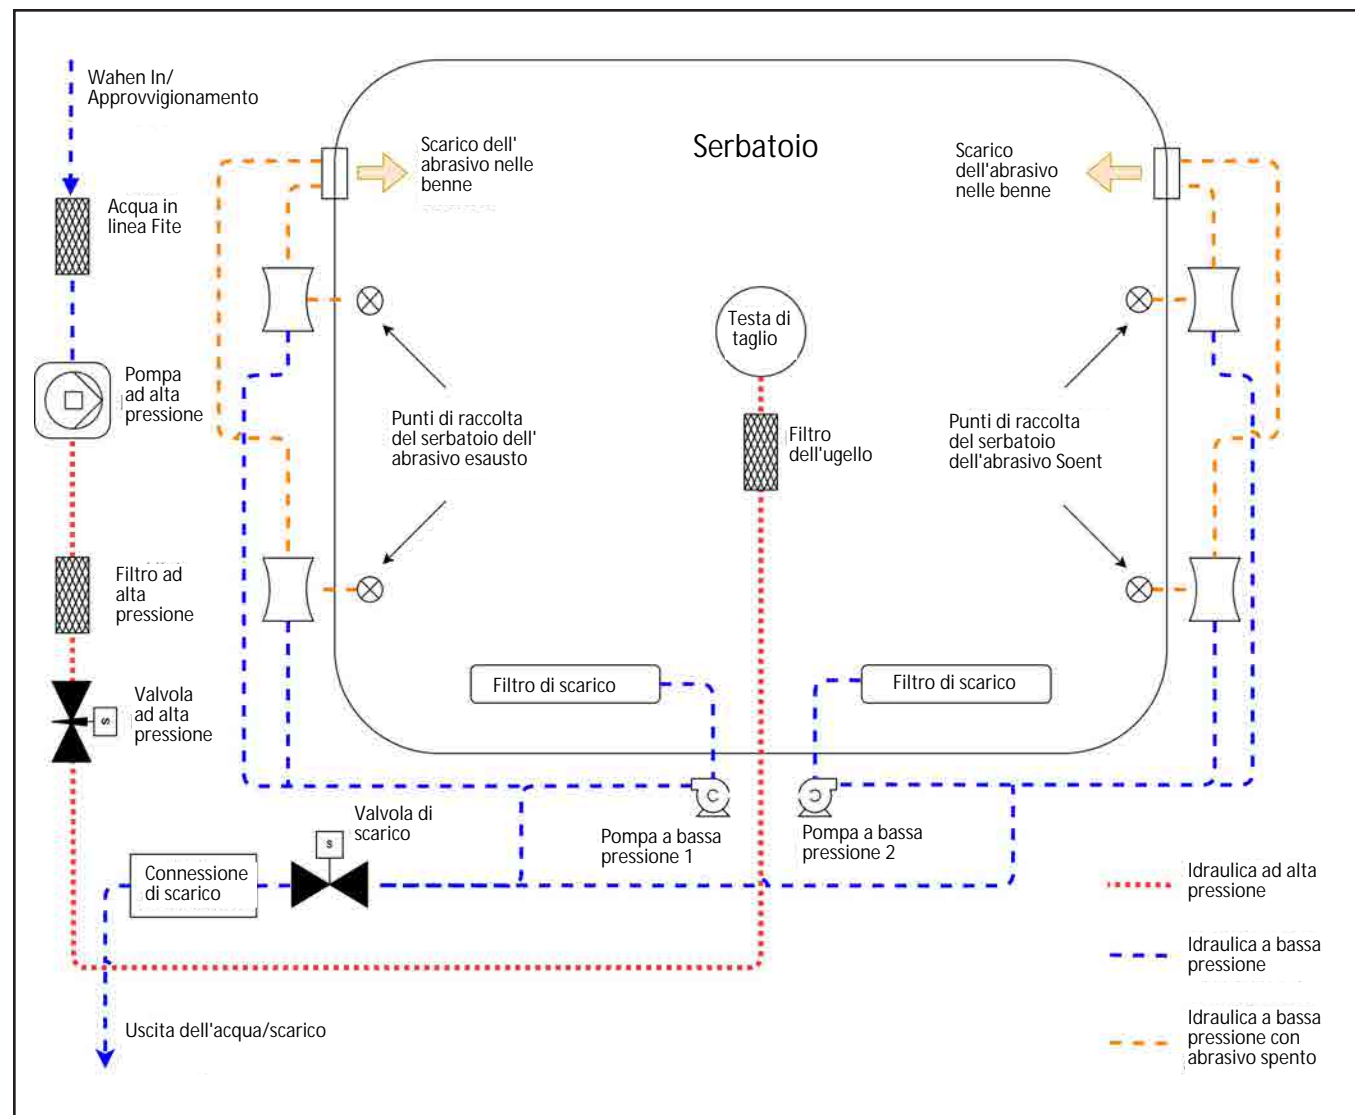 Wahen In/
Approvvigionamento
Serbatoio
Scarico dell'
abrasivo nelle
benne
Scarico
dell'abrasivo
nelle benne
Acqua in
linea Fite
Testa di
taglio
Pompa
ad alta
pressione
Punti di raccolta
del serbatoio dell'
abrasivo esausto
Filtro
dell'ugello
Punti di raccolta
del serbatoio
dell'abrasivo Soent
Filtro ad
alta
pressione
Filtro di scarico
Filtro di scarico
Valvola
ad alta
pressione
S
C
C
Valvola di
scarico
S
Pompa a bassa
pressione 1
Pompa a bassa
pressione 2
Connessione
di scarico
Idraulica ad alta
pressione
Idraulica a bassa
pressione
Idraulica a bassa
pressione con
abrasivo spento
Uscita dell'acqua/scarico